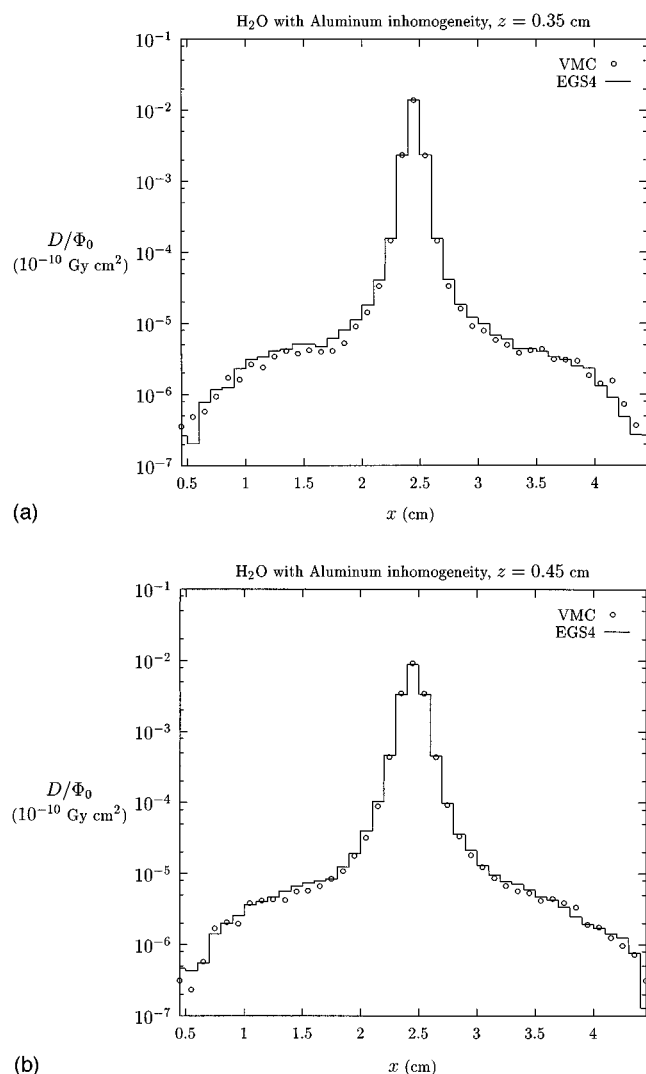 H₂O with Aluminum inhomogeneity, z = 0.35 cm
10⁻¹
VMC ○
EGS4 —
10⁻²
10⁻³
D/Φ₀
(10⁻¹⁰ Gy cm²)
10⁻⁴
10⁻⁵
10⁻⁶
10⁻⁷
0.5 1 1.5 2 2.5 3 3.5 4
x (cm)
(a)
H₂O with Aluminum inhomogeneity, z = 0.45 cm
10⁻¹
VMC ○
EGS4 —
10⁻²
10⁻³
D/Φ₀
(10⁻¹⁰ Gy cm²)
10⁻⁴
10⁻⁵
10⁻⁶
10⁻⁷
0.5 1 1.5 2 2.5 3 3.5 4
x (cm)
(b)